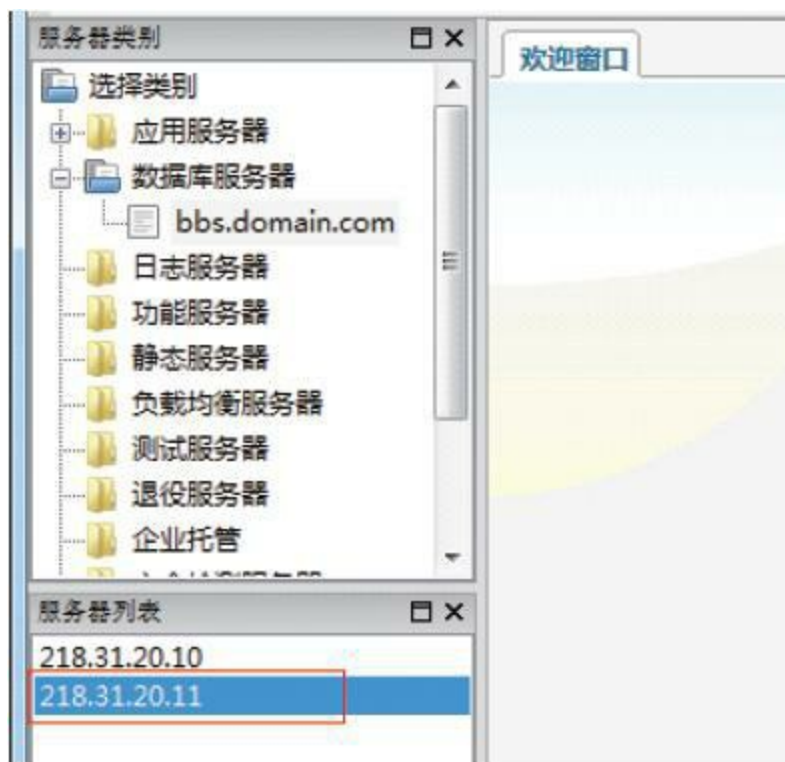 服务器类别
欢迎窗口
选择类别
应用服务器
数据库服务器
bbs.domain.com
日志服务器
功能服务器
静态服务器
负载均衡服务器
测试服务器
退役服务器
企业托管
服务器列表
218.31.20.10
218.31.20.11